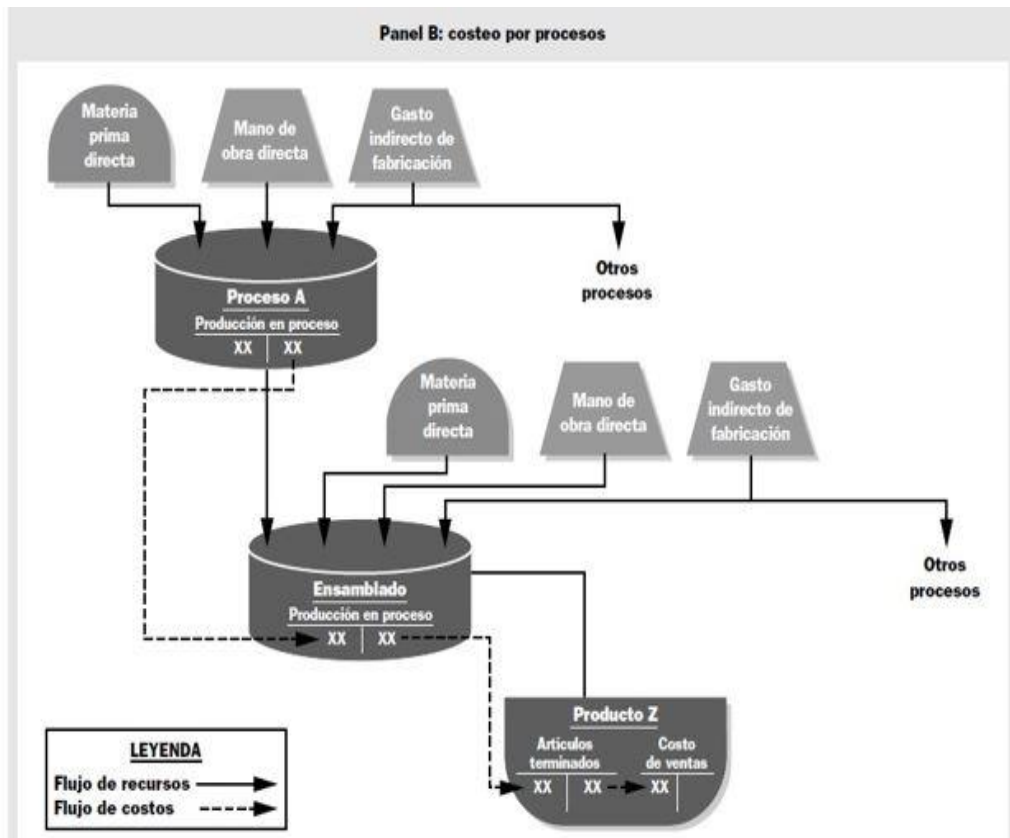 Panel B: costeo por procesos
Materia
prima
directa
Mano de
obra directa
Gasto
indirecto de
fabricación
Otros
procesos
Proceso A
Producción en proceso
XX XX
Materia
prima
directa
Mano de
obra directa
Gasto
indirecto de
fabricación
Otros
procesos
Ensamblado
Producción en proceso
XX XX
Producto Z
Artículos
terminados
XX XX
Costo
de ventas
XX
LEYENDA
Flujo de recursos
Flujo de costos